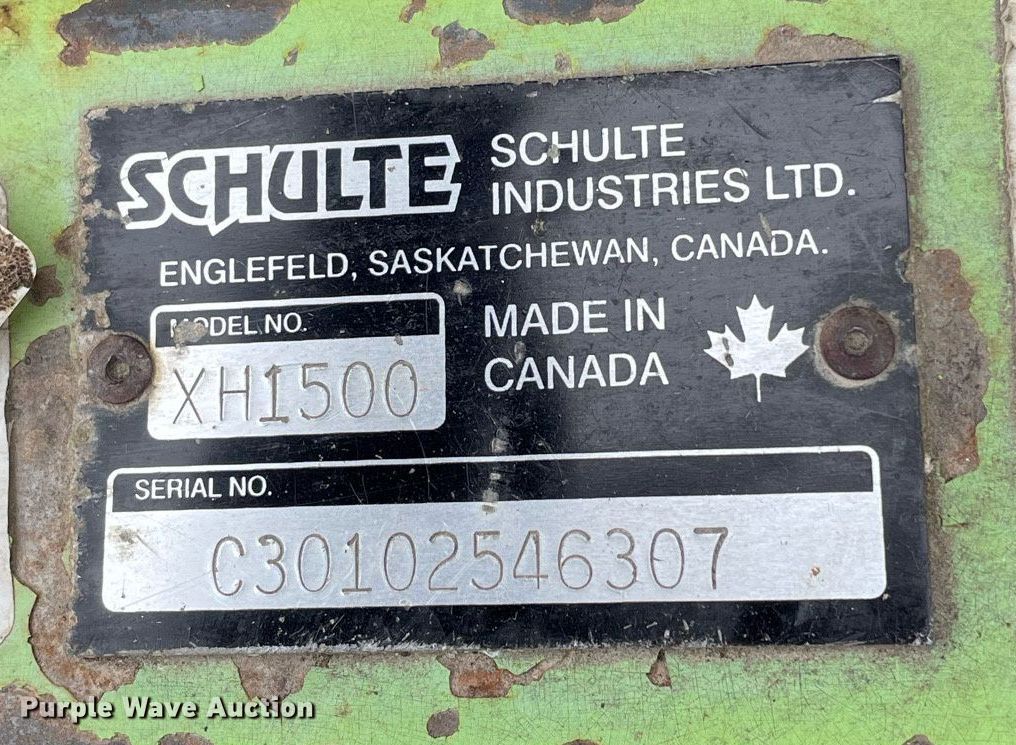 SCHULTE
SCHULTE
INDUSTRIES LTD.
ENGLEFELD, SASKATCHEWAN, CANADA.
MODEL NO.
XH1500
MADE IN
CANADA
SERIAL NO.
C30102546307
Purple Wave Auction